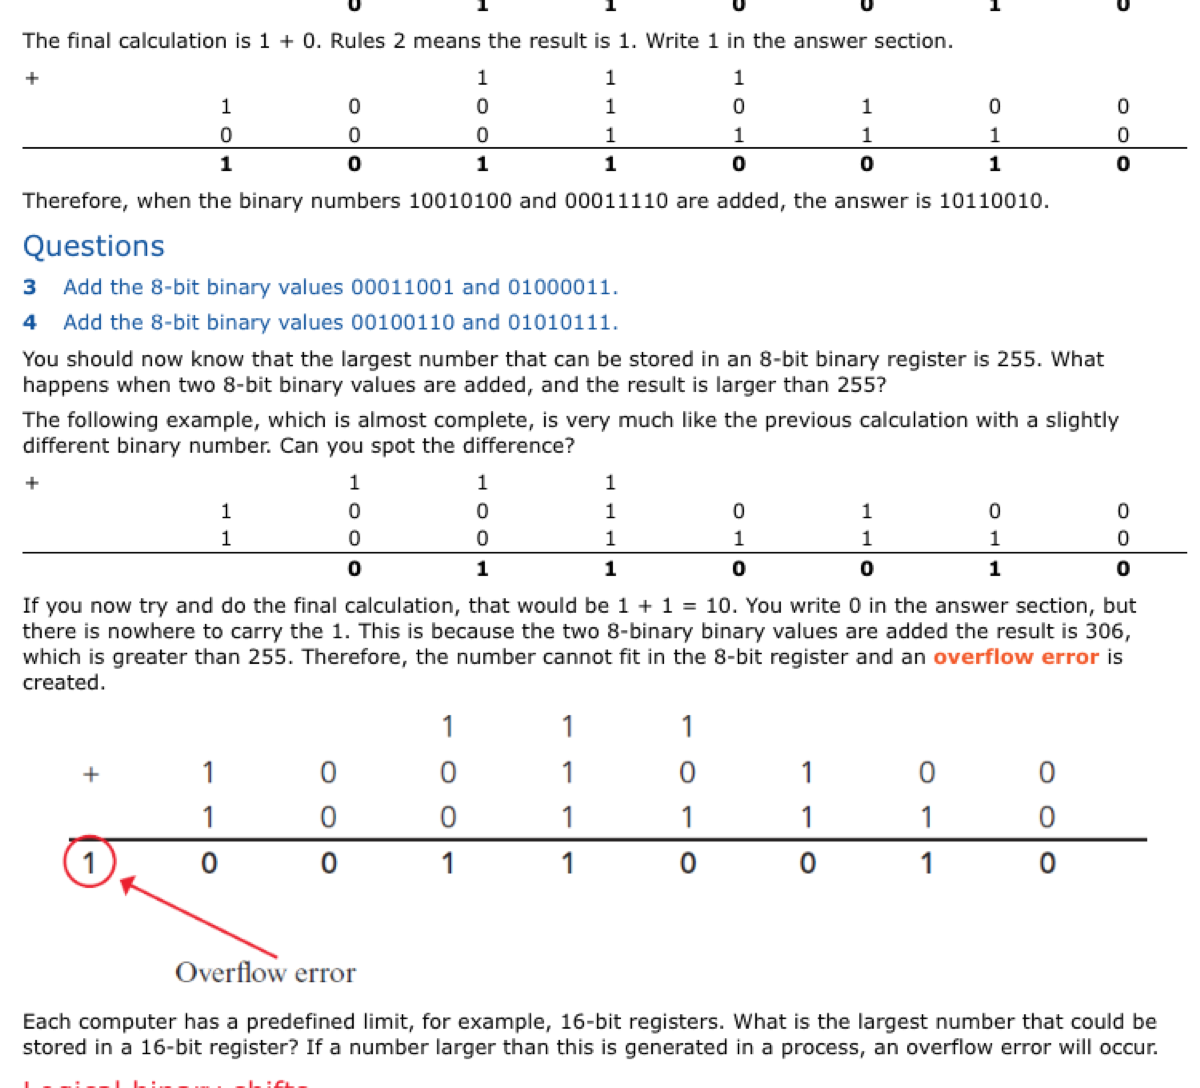 0 1 1 0 0 1 0
The final calculation is 1 + 0. Rules 2 means the result is 1. Write 1 in the answer section.
+ 1 1 1
1 0 0 1 0 1 0 0
0 0 0 1 1 1 1 0
1 0 1 1 0 0 1 0
Therefore, when the binary numbers 10010100 and 00011110 are added, the answer is 10110010.
Questions
3 Add the 8-bit binary values 00011001 and 01000011.
4 Add the 8-bit binary values 00100110 and 01010111.
You should now know that the largest number that can be stored in an 8-bit binary register is 255. What
happens when two 8-bit binary values are added, and the result is larger than 255?
The following example, which is almost complete, is very much like the previous calculation with a slightly
different binary number. Can you spot the difference?
+ 1 1 1
1 0 0 1 0 1 0 0
1 0 0 1 1 1 1 0
0 1 1 0 0 1 0
If you now try and do the final calculation, that would be 1 + 1 = 10. You write 0 in the answer section, but
there is nowhere to carry the 1. This is because the two 8-binary binary values are added the result is 306,
which is greater than 255. Therefore, the number cannot fit in the 8-bit register and an overflow error is
created.
1 1 1
+ 1 0 0 1 0 1 0 0
1 0 0 1 1 1 1 0
1 0 0 1 1 0 0 1 0
Overflow error
Each computer has a predefined limit, for example, 16-bit registers. What is the largest number that could be
stored in a 16-bit register? If a number larger than this is generated in a process, an overflow error will occur.
Logical binary shifts